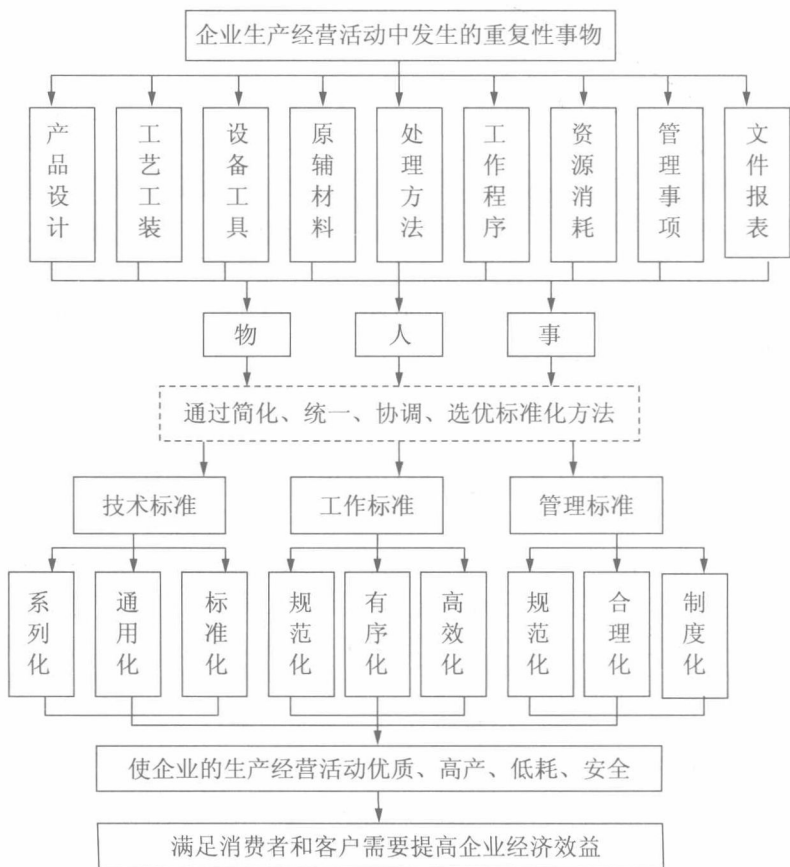 企业生产经营活动中发生的重复性事物
产品设计
工艺工装
设备工具
原辅材料
处理方法
工作程序
资源消耗
管理事项
文件报表
物
人
事
通过简化、统一、协调、选优标准化方法
技术标准
工作标准
管理标准
系列化
通用化
标准化
规范化
有序化
高效化
规范化
合理化
制度化
使企业的生产经营活动优质、高产、低耗、安全
满足消费者和客户需要提高企业经济效益